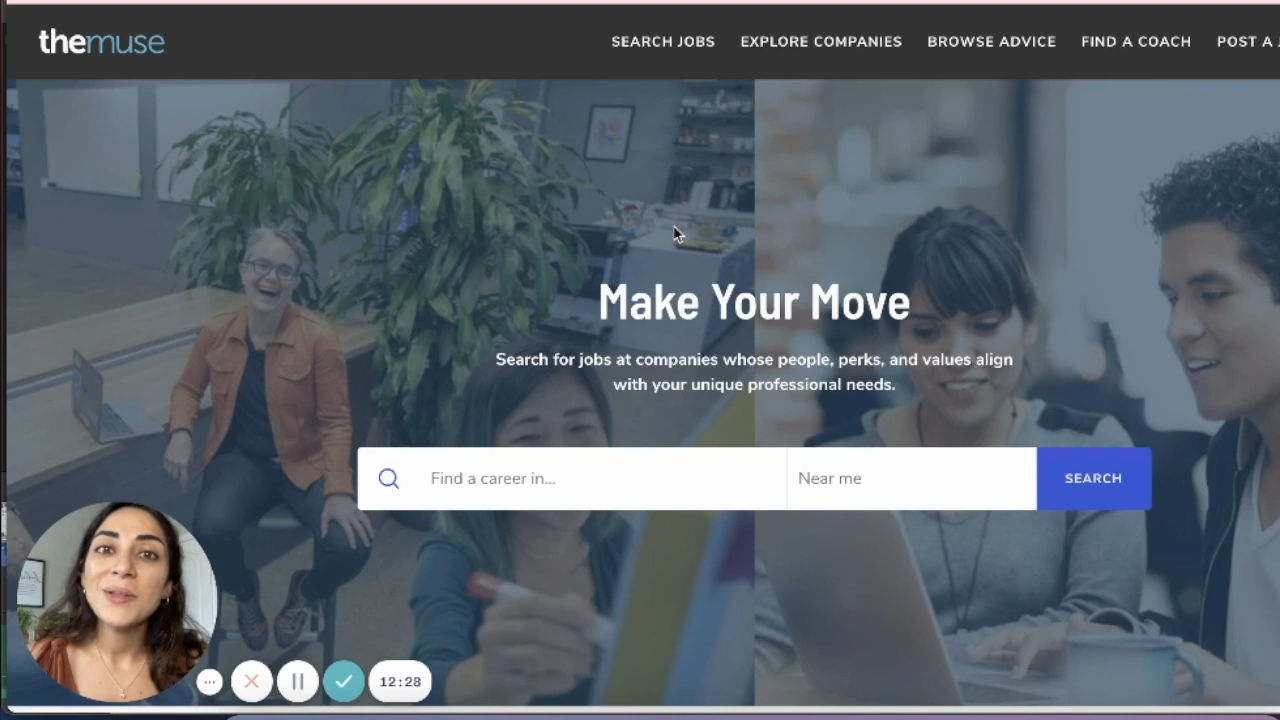 themuse
SEARCH JOBS EXPLORE COMPANIES BROWSE ADVICE FIND A COACH POST A
Make Your Move
Search for jobs at companies whose people, perks, and values align
with your unique professional needs.
Find a career in...
Near me
SEARCH
12:28